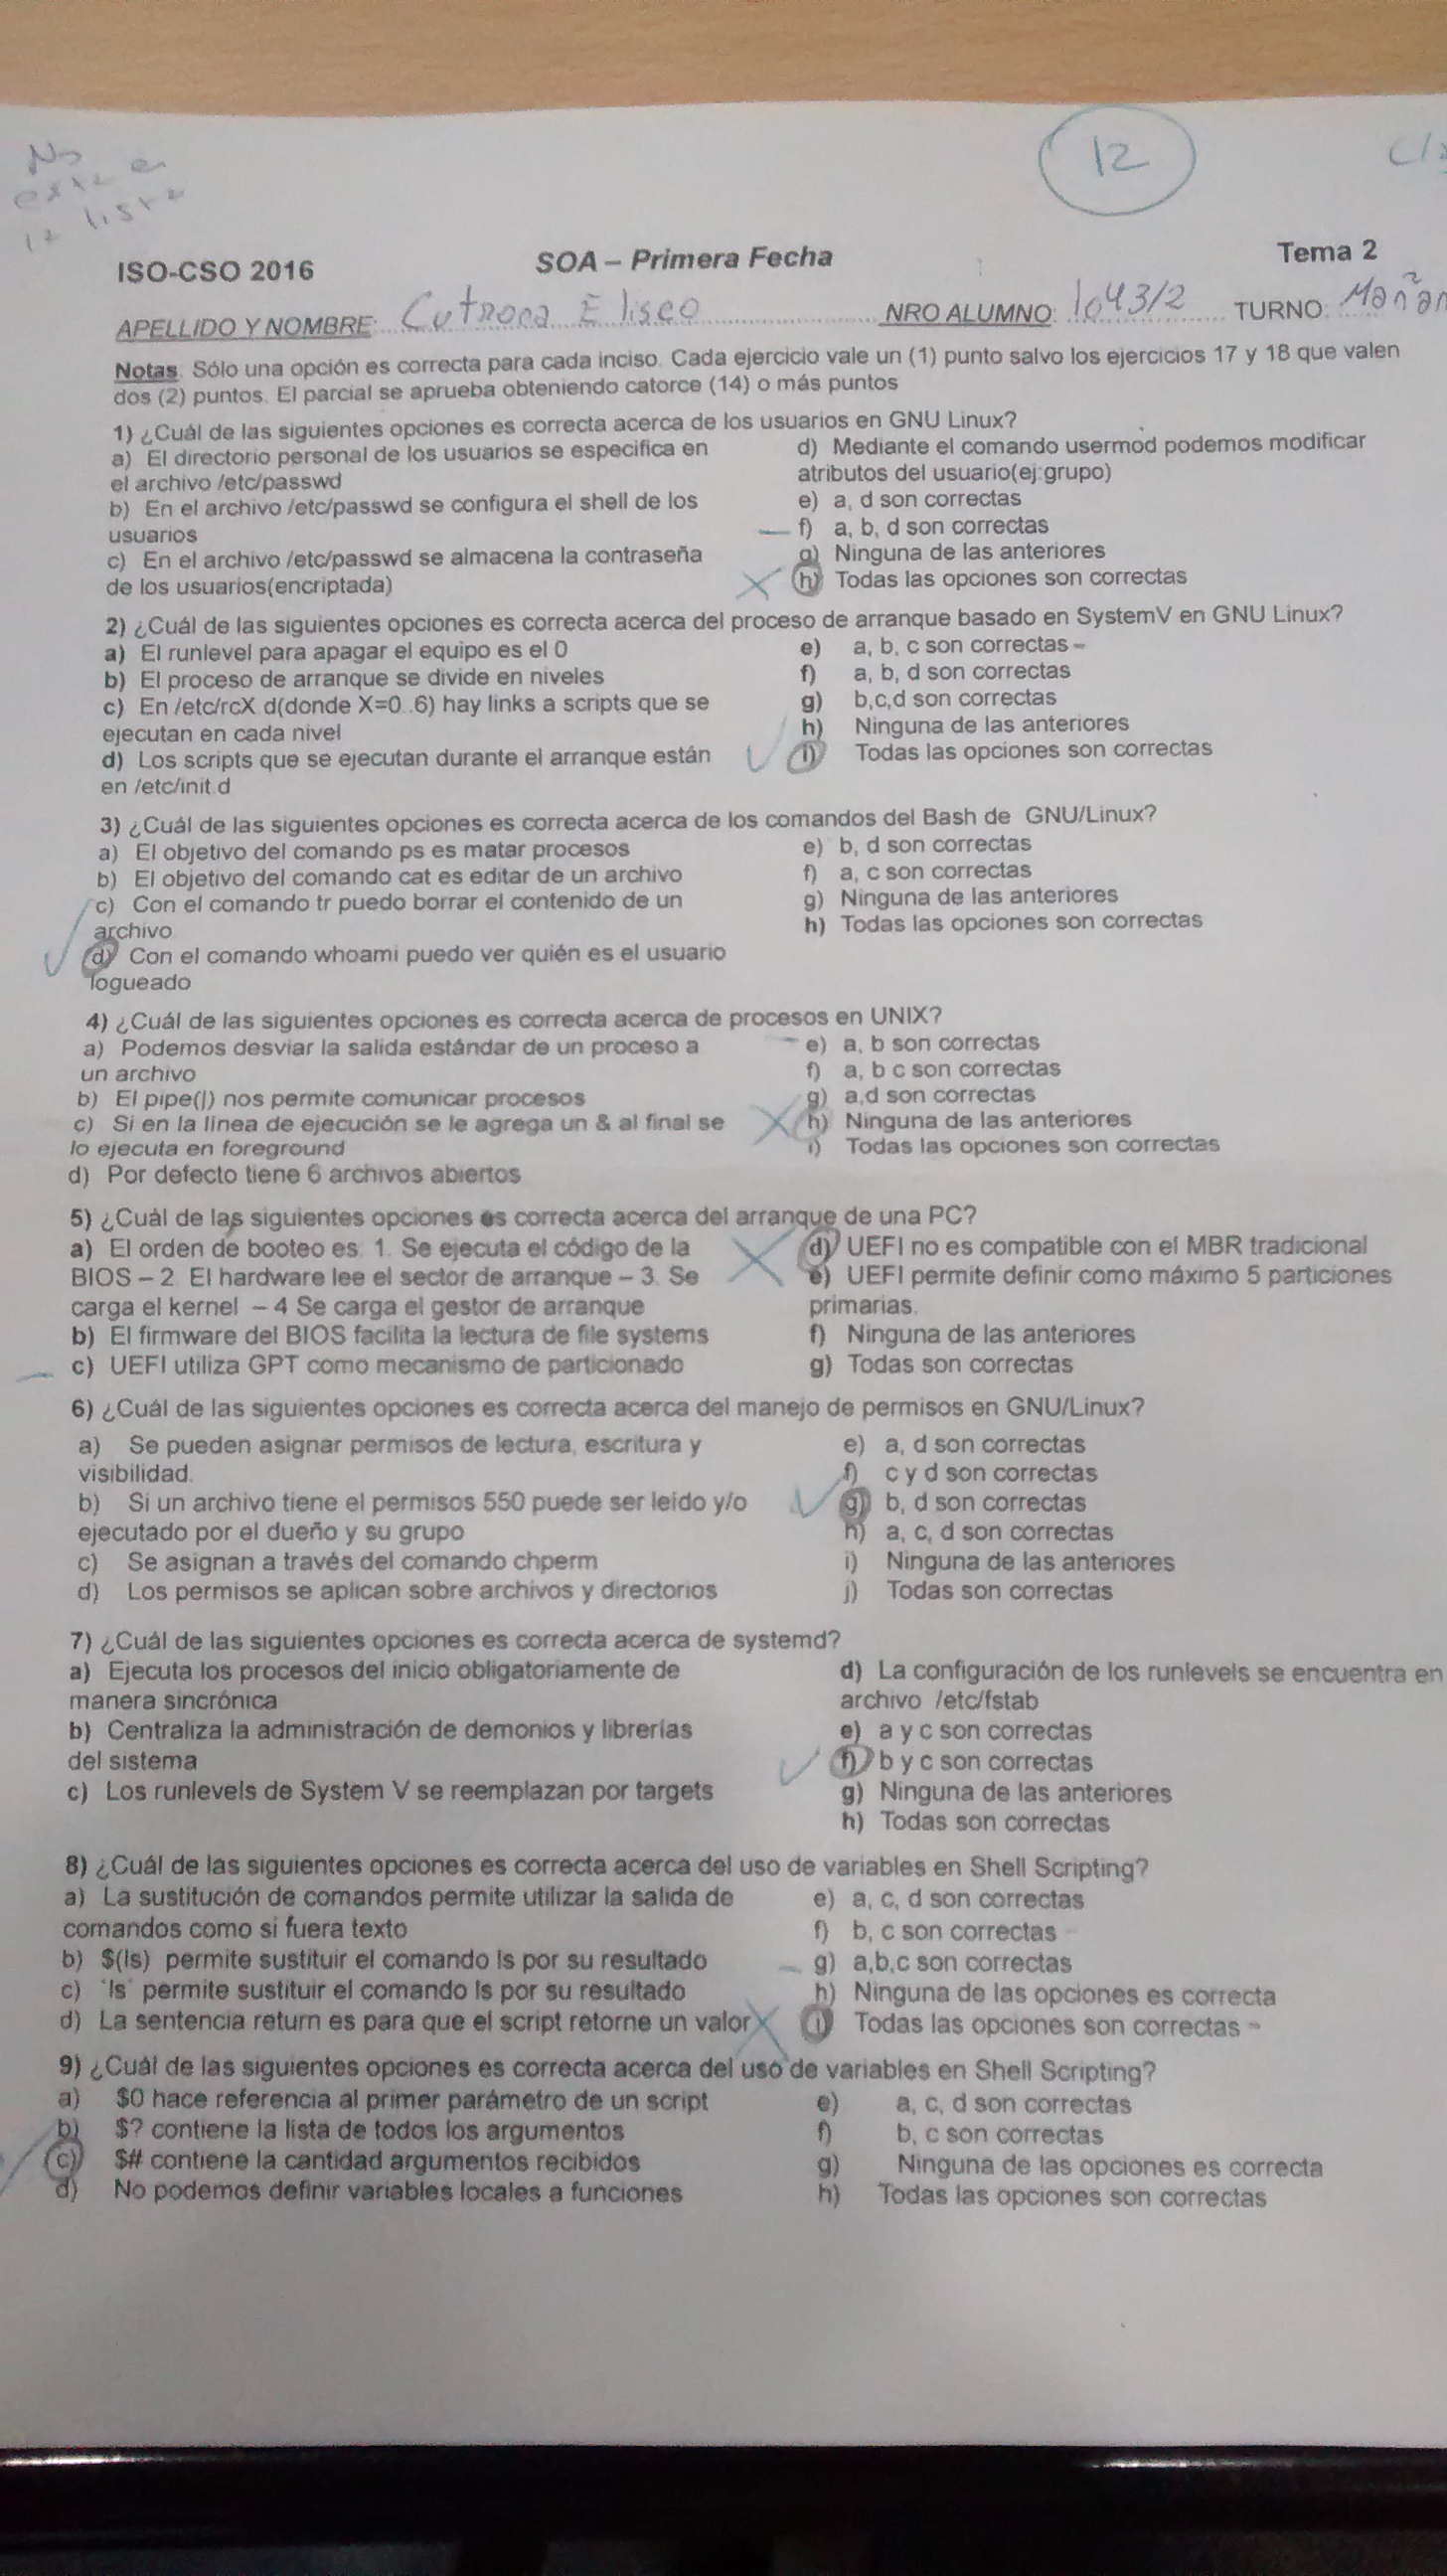 No
está en
la lista
12
ISO-CSO 2016
SOA – Primera Fecha
Tema 2
APELLIDO Y NOMBRE: Cutroca Eliseo NRO ALUMNO: 1043/2 TURNO: Mañan
Notas: Sólo una opción es correcta para cada inciso. Cada ejercicio vale un (1) punto salvo los ejercicios 17 y 18 que valen
dos (2) puntos. El parcial se aprueba obteniendo catorce (14) o más puntos
1) ¿Cuál de las siguientes opciones es correcta acerca de los usuarios en GNU Linux?
a) El directorio personal de los usuarios se especifica en
el archivo /etc/passwd
b) En el archivo /etc/passwd se configura el shell de los
usuarios
c) En el archivo /etc/passwd se almacena la contraseña
de los usuarios(encriptada)
d) Mediante el comando usermod podemos modificar
atributos del usuario(ej:grupo)
e) a, d son correctas
f) a, b, d son correctas
g) Ninguna de las anteriores
h) Todas las opciones son correctas
2) ¿Cuál de las siguientes opciones es correcta acerca del proceso de arranque basado en SystemV en GNU Linux?
a) El runlevel para apagar el equipo es el 0
b) El proceso de arranque se divide en niveles
c) En /etc/rcX.d(donde X=0..6) hay links a scripts que se
ejecutan en cada nivel
d) Los scripts que se ejecutan durante el arranque están
en /etc/init.d
e) a, b, c son correctas
f) a, b, d son correctas
g) b,c,d son correctas
h) Ninguna de las anteriores
i) Todas las opciones son correctas
3) ¿Cuál de las siguientes opciones es correcta acerca de los comandos del Bash de GNU/Linux?
a) El objetivo del comando ps es matar procesos
b) El objetivo del comando cat es editar de un archivo
c) Con el comando tr puedo borrar el contenido de un
archivo
d) Con el comando whoami puedo ver quién es el usuario
logueado
e) b, d son correctas
f) a, c son correctas
g) Ninguna de las anteriores
h) Todas las opciones son correctas
4) ¿Cuál de las siguientes opciones es correcta acerca de procesos en UNIX?
a) Podemos desviar la salida estándar de un proceso a
un archivo
b) El pipe(|) nos permite comunicar procesos
c) Si en la línea de ejecución se le agrega un & al final se
lo ejecuta en foreground
d) Por defecto tiene 6 archivos abiertos
e) a, b son correctas
f) a, b c son correctas
g) a,d son correctas
h) Ninguna de las anteriores
i) Todas las opciones son correctas
5) ¿Cuál de las siguientes opciones es correcta acerca del arranque de una PC?
a) El orden de booteo es: 1. Se ejecuta el código de la
BIOS – 2. El hardware lee el sector de arranque – 3. Se
carga el kernel – 4 Se carga el gestor de arranque
b) El firmware del BIOS facilita la lectura de file systems
c) UEFI utiliza GPT como mecanismo de particionado
d) UEFI no es compatible con el MBR tradicional
e) UEFI permite definir como máximo 5 particiones
primarias.
f) Ninguna de las anteriores
g) Todas son correctas
6) ¿Cuál de las siguientes opciones es correcta acerca del manejo de permisos en GNU/Linux?
a) Se pueden asignar permisos de lectura, escritura y
visibilidad.
b) Si un archivo tiene el permisos 550 puede ser leído y/o
ejecutado por el dueño y su grupo
c) Se asignan a través del comando chperm
d) Los permisos se aplican sobre archivos y directorios
e) a, d son correctas
f) c y d son correctas
g) b, d son correctas
h) a, c, d son correctas
i) Ninguna de las anteriores
j) Todas son correctas
7) ¿Cuál de las siguientes opciones es correcta acerca de systemd?
a) Ejecuta los procesos del inicio obligatoriamente de
manera sincrónica
b) Centraliza la administración de demonios y librerías
del sistema
c) Los runlevels de System V se reemplazan por targets
d) La configuración de los runlevels se encuentra en
archivo /etc/fstab
e) a y c son correctas
f) b y c son correctas
g) Ninguna de las anteriores
h) Todas son correctas
8) ¿Cuál de las siguientes opciones es correcta acerca del uso de variables en Shell Scripting?
a) La sustitución de comandos permite utilizar la salida de
comandos como si fuera texto
b) $(ls) permite sustituir el comando ls por su resultado
c) `ls` permite sustituir el comando ls por su resultado
d) La sentencia return es para que el script retorne un valor
e) a, c, d son correctas
f) b, c son correctas
g) a,b,c son correctas
h) Ninguna de las opciones es correcta
i) Todas las opciones son correctas
9) ¿Cuál de las siguientes opciones es correcta acerca del uso de variables en Shell Scripting?
a) $0 hace referencia al primer parámetro de un script
b) $? contiene la lista de todos los argumentos
c) $# contiene la cantidad argumentos recibidos
d) No podemos definir variables locales a funciones
e) a, c, d son correctas
f) b, c son correctas
g) Ninguna de las opciones es correcta
h) Todas las opciones son correctas